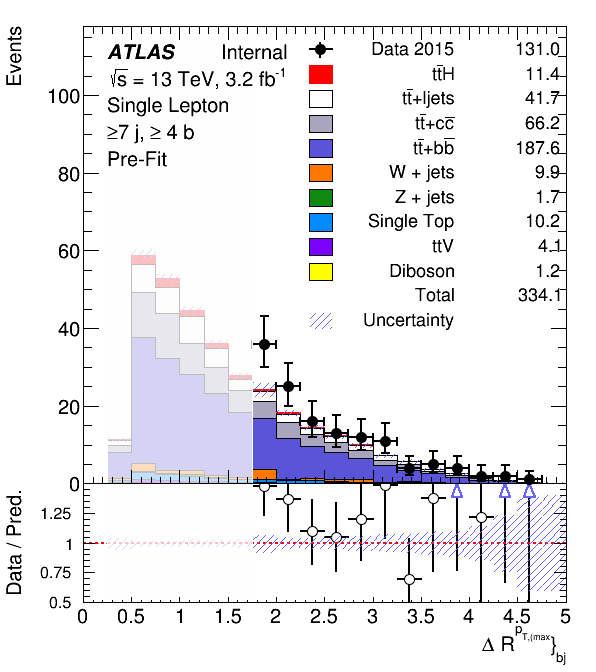 Events
ATLAS Internal
√s = 13 TeV, 3.2 fb⁻¹
Single Lepton
≥7 j, ≥ 4 b
Pre-Fit
Data 2015 131.0
tt̄H 11.4
tt̄+ljets 41.7
tt̄+cc̄ 66.2
tt̄+bb̄ 187.6
W + jets 9.9
Z + jets 1.7
Single Top 10.2
ttV 4.1
Diboson 1.2
Total 334.1
Uncertainty
100
80
60
40
20
0
Data / Pred.
1.25
1
0.75
0.5
0 0.5 1 1.5 2 2.5 3 3.5 4 4.5 5
Δ R^{p_{T,(max}}}_{bj}